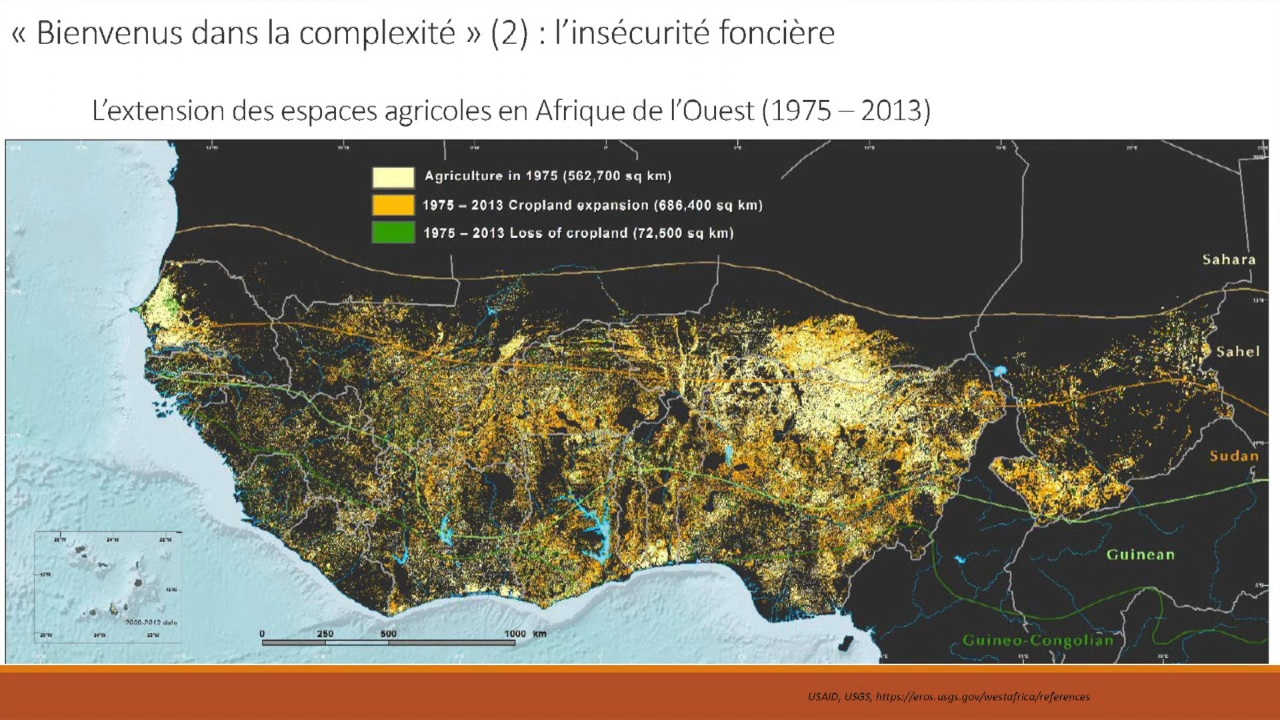 « Bienvenus dans la complexité » (2) : l’insécurité foncière
L’extension des espaces agricoles en Afrique de l’Ouest (1975 – 2013)
Agriculture in 1975 (562,700 sq km)
1975 – 2013 Cropland expansion (686,400 sq km)
1975 – 2013 Loss of cropland (72,500 sq km)
Sahara
Sahel
Sudan
Guinean
Guineo-Congolian
2000-2013 data
0 250 500 1000 km
USAID, USGS, https://eros.usgs.gov/westafrica/references